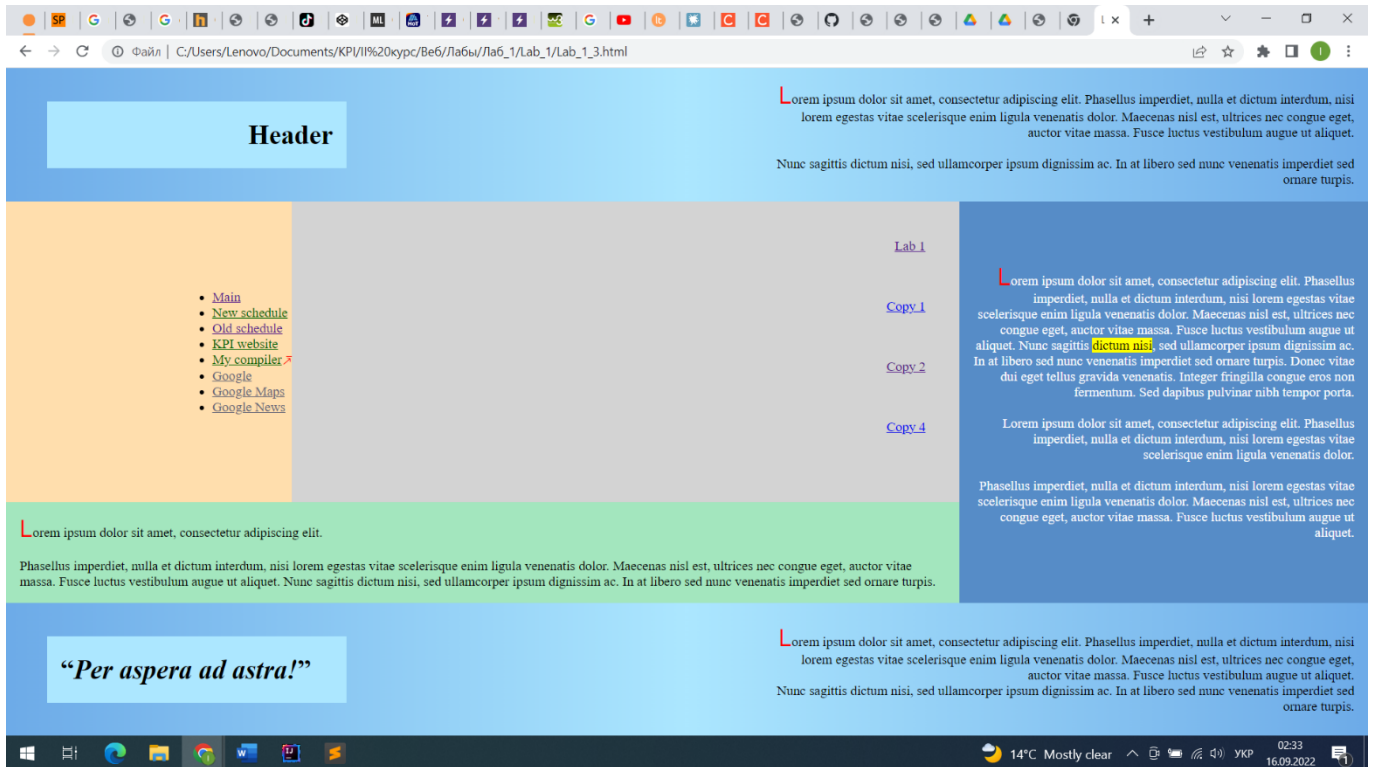 SP
ML
Файл | C:/Users/Lenovo/Documents/KPI/II%20курс/Веб/Лабы/Лаб_1/Lab_1/Lab_1_3.html
Header
Lorem ipsum dolor sit amet, consectetur adipiscing elit. Phasellus imperdiet, nulla et dictum interdum, nisi
lorem egestas vitae scelerisque enim ligula venenatis dolor. Maecenas nisl est, ultrices nec congue eget,
auctor vitae massa. Fusce luctus vestibulum augue ut aliquet.
Nunc sagittis dictum nisi, sed ullamcorper ipsum dignissim ac. In at libero sed nunc venenatis imperdiet sed
ornare turpis.
Main
New schedule
Old schedule
KPI website
My compiler
Google
Google Maps
Google News
Lab 1
Copy 1
Copy 2
Copy 4
Lorem ipsum dolor sit amet, consectetur adipiscing elit. Phasellus
imperdiet, nulla et dictum interdum, nisi lorem egestas vitae
scelerisque enim ligula venenatis dolor. Maecenas nisl est, ultrices nec
congue eget, auctor vitae massa. Fusce luctus vestibulum augue ut
aliquet. Nunc sagittis dictum nisi, sed ullamcorper ipsum dignissim ac.
In at libero sed nunc venenatis imperdiet sed ornare turpis. Donec vitae
dui eget tellus gravida venenatis. Integer fringilla congue eros non
fermentum. Sed dapibus pulvinar nibh tempor porta.
Lorem ipsum dolor sit amet, consectetur adipiscing elit. Phasellus
imperdiet, nulla et dictum interdum, nisi lorem egestas vitae
scelerisque enim ligula venenatis dolor.
Phasellus imperdiet, nulla et dictum interdum, nisi lorem egestas vitae
scelerisque enim ligula venenatis dolor. Maecenas nisl est, ultrices nec
congue eget, auctor vitae massa. Fusce luctus vestibulum augue ut
aliquet.
Lorem ipsum dolor sit amet, consectetur adipiscing elit.
Phasellus imperdiet, nulla et dictum interdum, nisi lorem egestas vitae scelerisque enim ligula venenatis dolor. Maecenas nisl est, ultrices nec congue eget, auctor vitae
massa. Fusce luctus vestibulum augue ut aliquet. Nunc sagittis dictum nisi, sed ullamcorper ipsum dignissim ac. In at libero sed nunc venenatis imperdiet sed ornare turpis.
“Per aspera ad astra!”
Lorem ipsum dolor sit amet, consectetur adipiscing elit. Phasellus imperdiet, nulla et dictum interdum, nisi
lorem egestas vitae scelerisque enim ligula venenatis dolor. Maecenas nisl est, ultrices nec congue eget,
auctor vitae massa. Fusce luctus vestibulum augue ut aliquet.
Nunc sagittis dictum nisi, sed ullamcorper ipsum dignissim ac. In at libero sed nunc venenatis imperdiet sed
ornare turpis.
14°C Mostly clear
УКР
02:33
16.09.2022